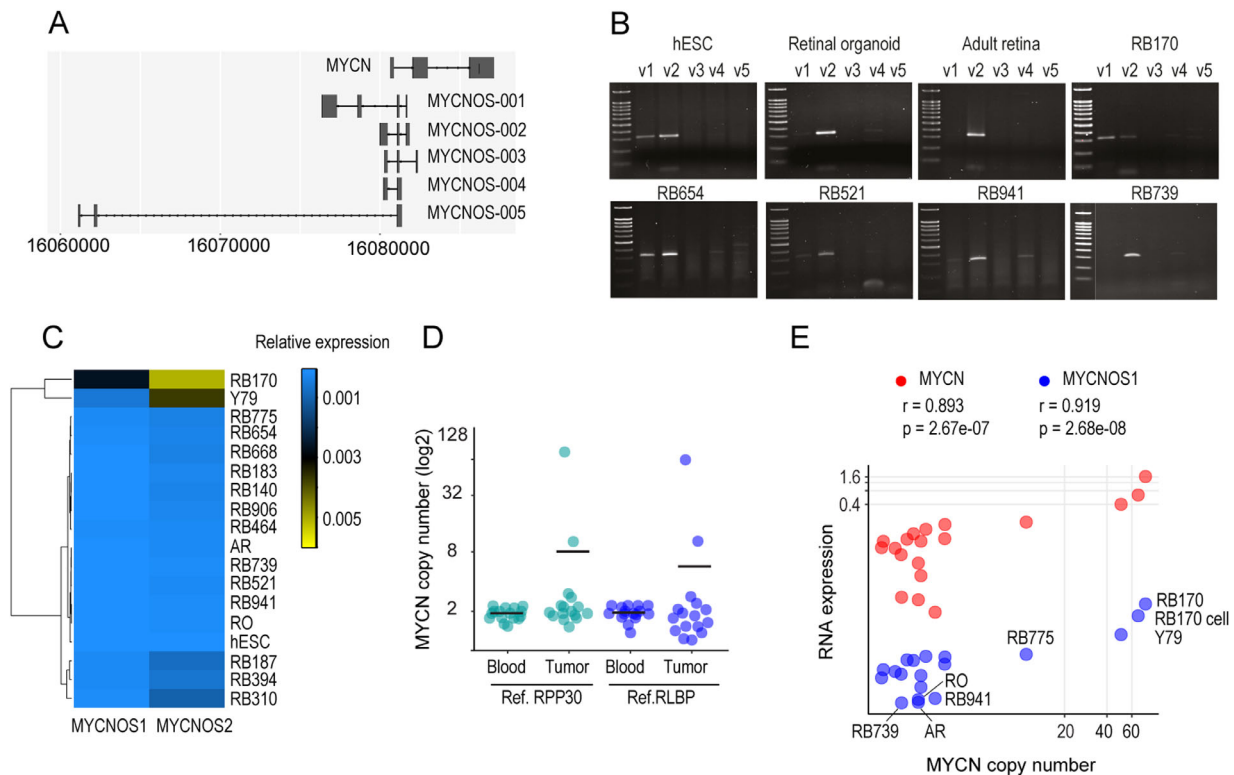 A
MYCN
MYCNOS-001
MYCNOS-002
MYCNOS-003
MYCNOS-004
MYCNOS-005
16060000 16070000 16080000
B
hESC Retinal organoid Adult retina RB170
v1 v2 v3 v4 v5 v1 v2 v3 v4 v5 v1 v2 v3 v4 v5 v1 v2 v3 v4 v5
RB654 RB521 RB941 RB739
C
Relative expression
0.001
0.003
0.005
RB170
Y79
RB775
RB654
RB668
RB183
RB140
RB906
RB464
AR
RB739
RB521
RB941
RO
hESC
RB187
RB394
RB310
MYCNOS1 MYCNOS2
D
MYCN copy number (log2)
128
32
8
2
Blood Tumor Blood Tumor
Ref. RPP30 Ref.RLBP
E
MYCN MYCNOS1
r = 0.893 r = 0.919
p = 2.67e-07 p = 2.68e-08
RNA expression
1.6
0.4
RB170
RB170 cell
Y79
RB775
RO
RB941
RB739 AR
20 40 60
MYCN copy number